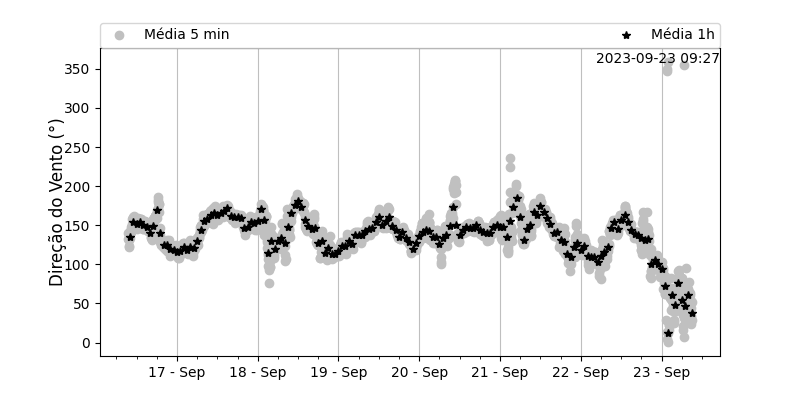 Média 5 min
Média 1h
2023-09-23 09:27
Direção do Vento (°)
350
300
250
200
150
100
50
0
17 - Sep
18 - Sep
19 - Sep
20 - Sep
21 - Sep
22 - Sep
23 - Sep